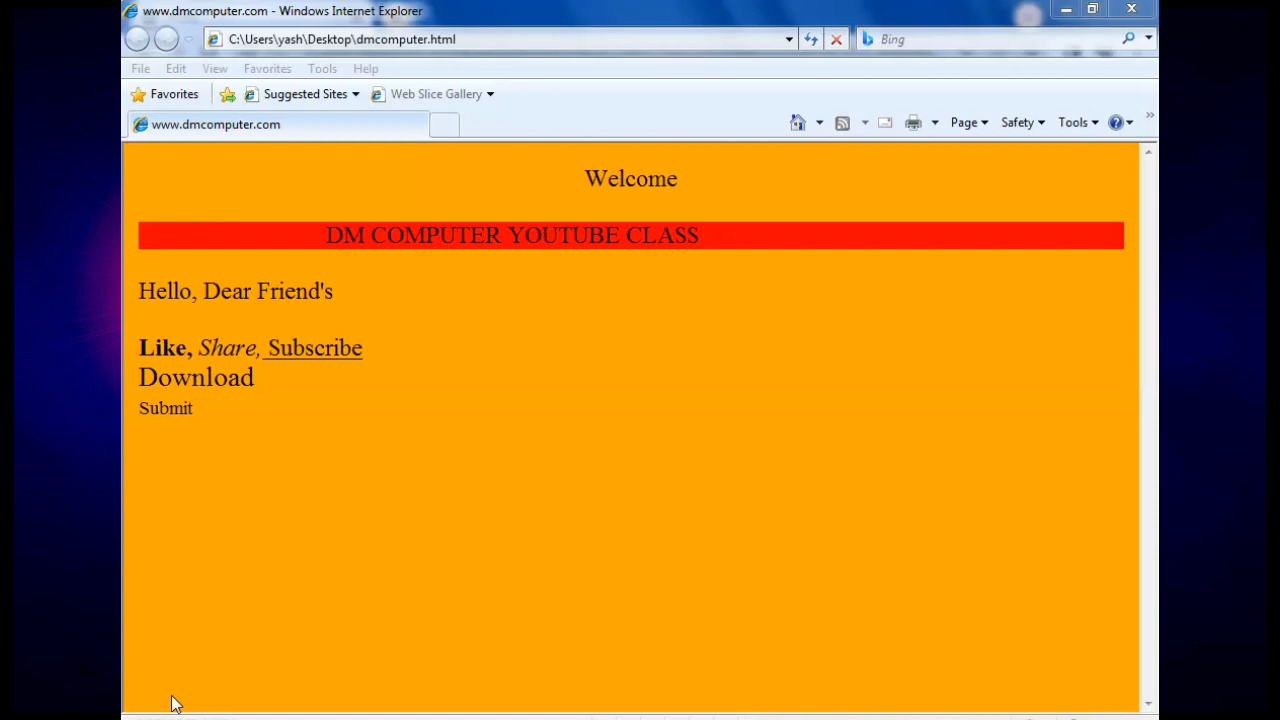 www.dmcomputer.com - Windows Internet Explorer
C:\Users\yash\Desktop\dmcomputer.html
Bing
File Edit View Favorites Tools Help
Favorites Suggested Sites Web Slice Gallery
www.dmcomputer.com
Page Safety Tools
Welcome
DM COMPUTER YOUTUBE CLASS
Hello, Dear Friend's
Like, Share, Subscribe
Download
Submit